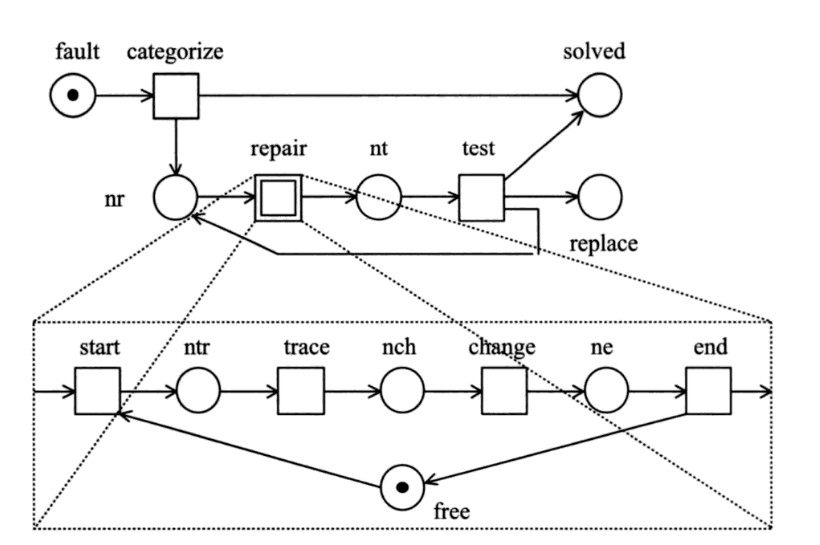 fault categorize solved
repair nt test
nr
replace
start ntr trace nch change ne end
free